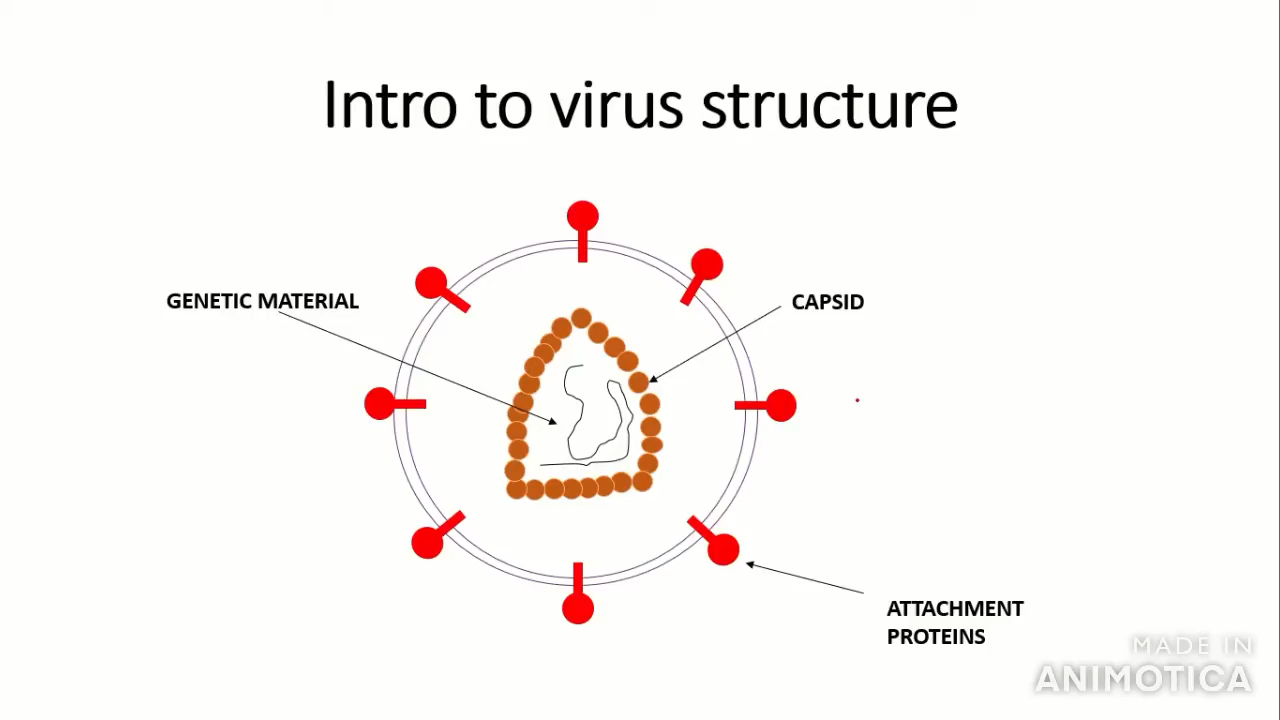 Intro to virus structure
GENETIC MATERIAL
CAPSID
ATTACHMENT
PROTEINS
MADE IN
ANIMOTICA